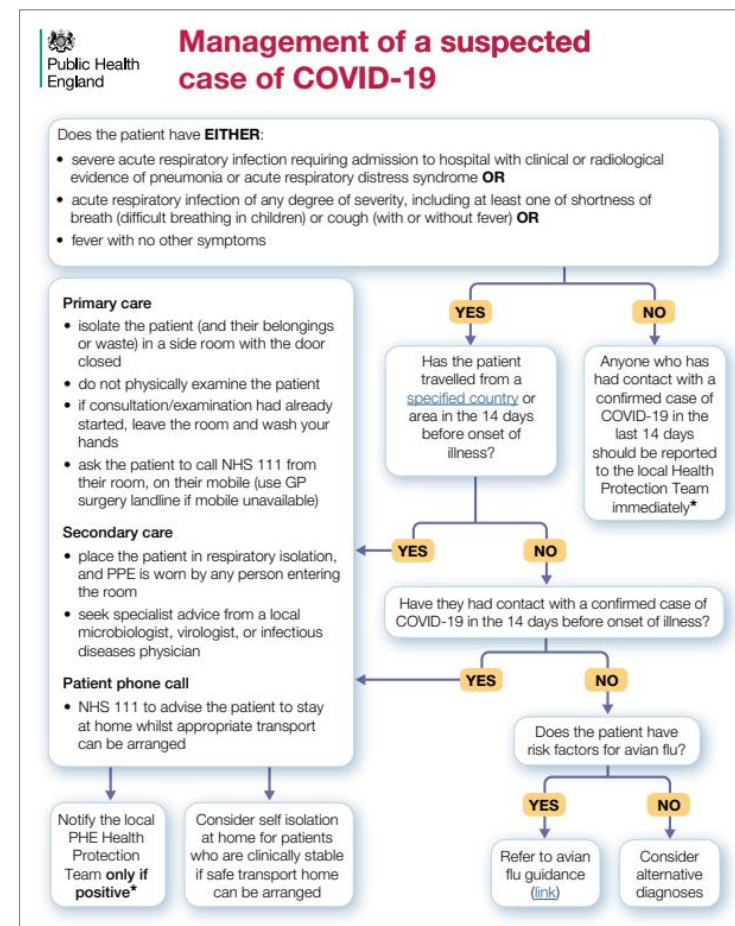 Public Health
England
Management of a suspected
case of COVID-19
Does the patient have EITHER:
• severe acute respiratory infection requiring admission to hospital with clinical or radiological
evidence of pneumonia or acute respiratory distress syndrome OR
• acute respiratory infection of any degree of severity, including at least one of shortness of
breath (difficult breathing in children) or cough (with or without fever) OR
• fever with no other symptoms
Primary care
• isolate the patient (and their belongings
or waste) in a side room with the door
closed
• do not physically examine the patient
• if consultation/examination had already
started, leave the room and wash your
hands
• ask the patient to call NHS 111 from
their room, on their mobile (use GP
surgery landline if mobile unavailable)
Secondary care
• place the patient in respiratory isolation,
and PPE is worn by any person entering
the room
• seek specialist advice from a local
microbiologist, virologist, or infectious
diseases physician
Patient phone call
• NHS 111 to advise the patient to stay
at home whilst appropriate transport
can be arranged
YES
NO
Has the patient
travelled from a
specified country or
area in the 14 days
before onset of
illness?
Anyone who has
had contact with a
confirmed case of
COVID-19 in the
last 14 days
should be reported
to the local Health
Protection Team
immediately★
YES
NO
Have they had contact with a confirmed case of
COVID-19 in the 14 days before onset of illness?
YES
NO
Does the patient have
risk factors for avian flu?
YES
NO
Notify the local
PHE Health
Protection
Team only if
positive★
Consider self isolation
at home for patients
who are clinically stable
if safe transport home
can be arranged
Refer to avian
flu guidance
(link)
Consider
alternative
diagnoses